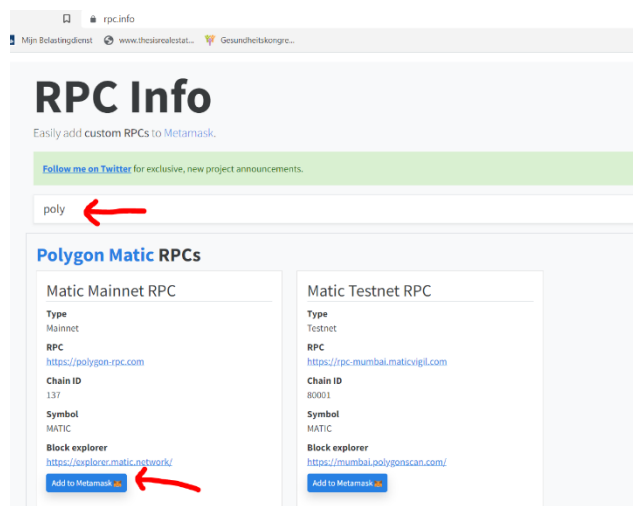 rpc.info
Mijn Belastingdienst www.thesisrealestat... Gesundheitskongre...
RPC Info
Easily add custom RPCs to Metamask.
Follow me on Twitter for exclusive, new project announcements.
poly
Polygon Matic RPCs
Matic Mainnet RPC
Type
Mainnet
RPC
https://polygon-rpc.com
Chain ID
137
Symbol
MATIC
Block explorer
https://explorer.matic.network/
Add to Metamask
Matic Testnet RPC
Type
Testnet
RPC
https://rpc-mumbai.maticvigil.com
Chain ID
80001
Symbol
MATIC
Block explorer
https://mumbai.polygonscan.com/
Add to Metamask